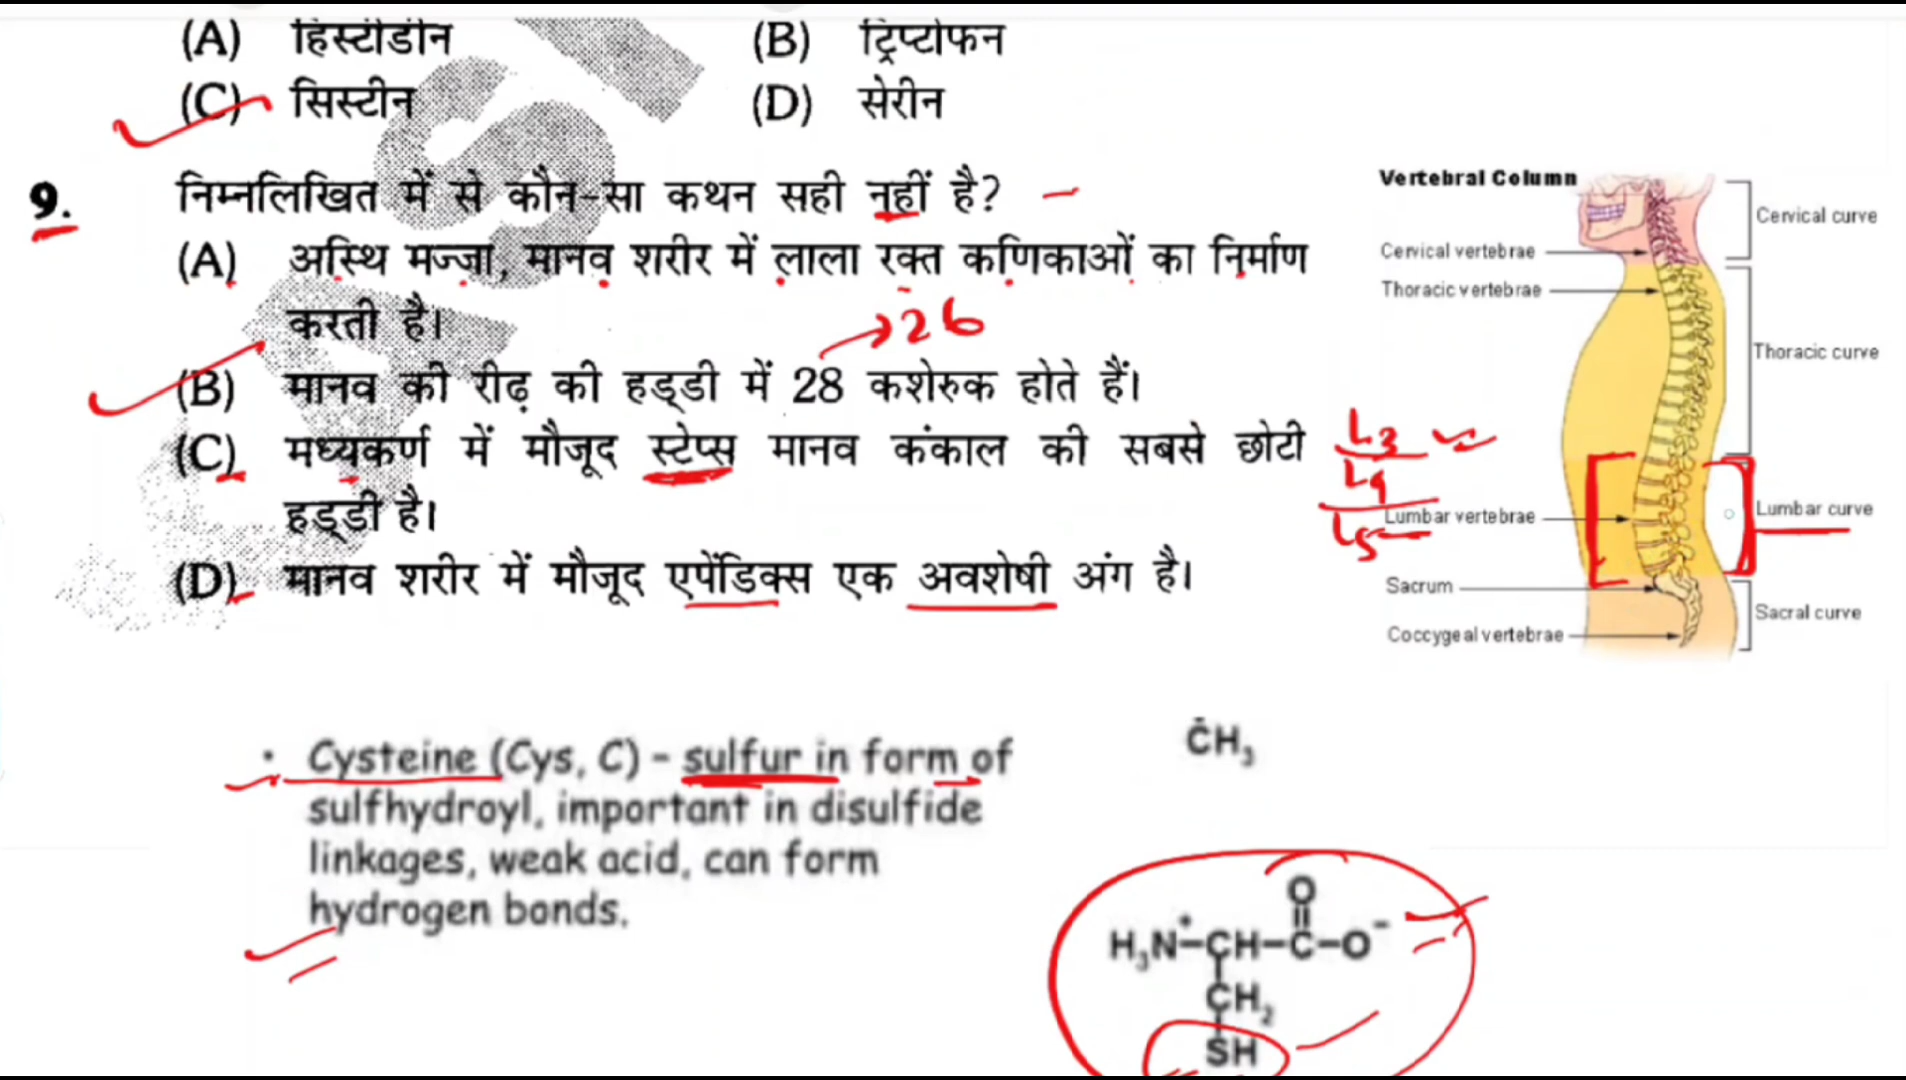 (A) हिस्टीडीन (B) ट्रिप्टोफन
(C) सिस्टीन (D) सेरीन
9. निम्नलिखित में से कौन-सा कथन सही नहीं है?
(A) अस्थि मज्जा, मानव शरीर में लाला रक्त कणिकाओं का निर्माण
करती है।
26
(B) मानव की रीढ़ की हड्डी में 28 कशेरुक होते हैं।
(C) मध्यकर्ण में मौजूद स्टेप्स मानव कंकाल की सबसे छोटी
हड्डी है।
(D) मानव शरीर में मौजूद एपेंडिक्स एक अवशेषी अंग है।
Vertebral Column
Cervical curve
Cervical vertebrae
Thoracic vertebrae
Thoracic curve
L3
L4
L5
Lumbar vertebrae
Lumbar curve
Sacrum
Sacral curve
Coccygeal vertebrae
• Cysteine (Cys, C) - sulfur in form of
sulfhydroyl, important in disulfide
linkages, weak acid, can form
hydrogen bonds.
CH₃
O
H₃N⁺-CH-C-O⁻
CH₂
SH